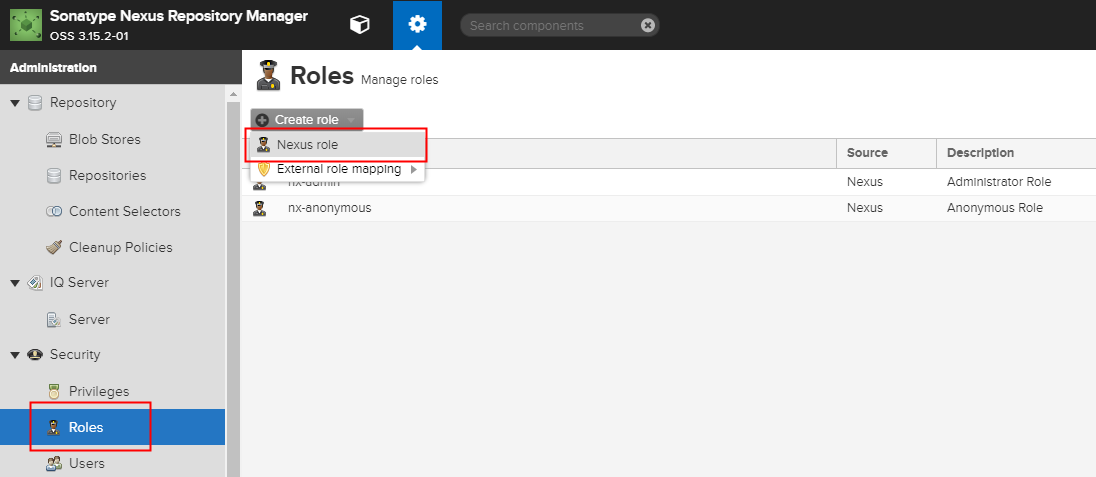 Sonatype Nexus Repository Manager
OSS 3.15.2-01
Search components
Administration
Repository
Blob Stores
Repositories
Content Selectors
Cleanup Policies
IQ Server
Server
Security
Privileges
Roles
Users
Roles Manage roles
Create role
Nexus role
External role mapping
Source Description
nx-admin Nexus Administrator Role
nx-anonymous Nexus Anonymous Role